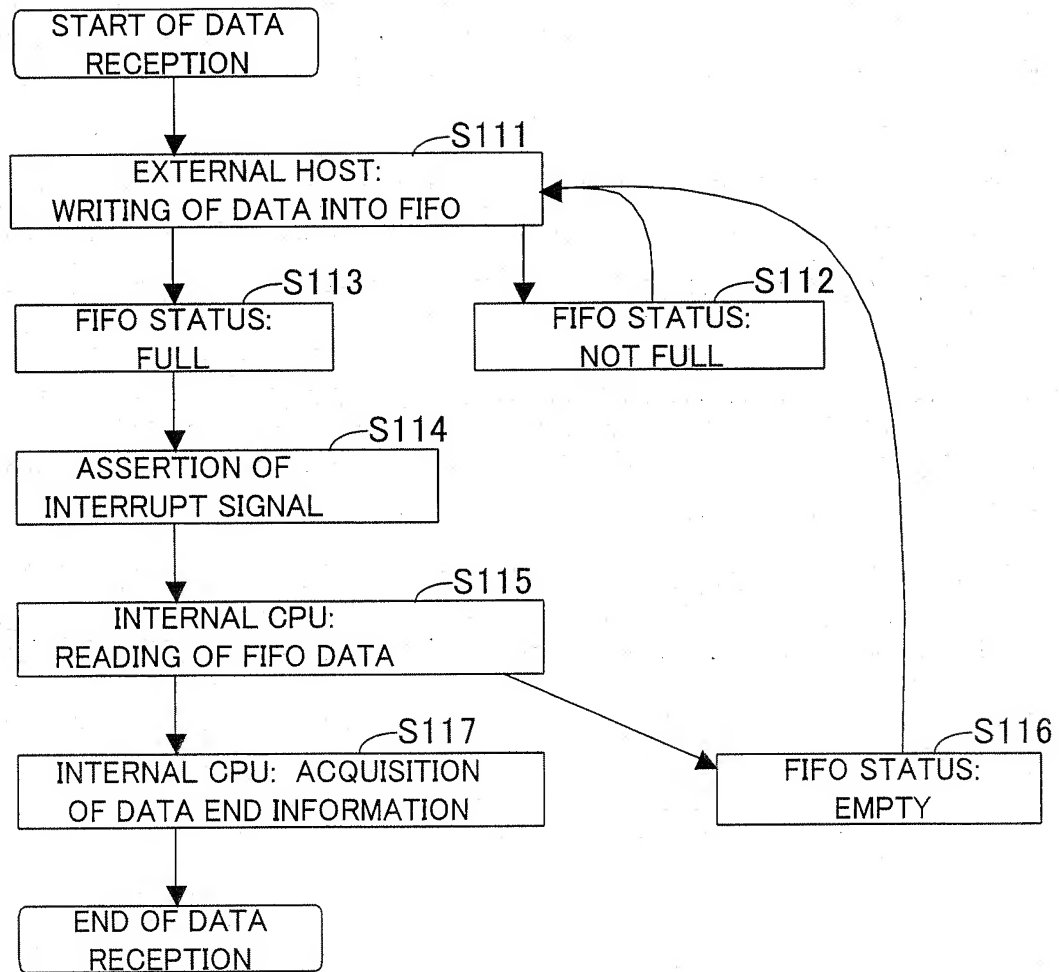 START OF DATA
RECEPTION
S111
EXTERNAL HOST:
WRITING OF DATA INTO FIFO
S113
FIFO STATUS:
FULL
S112
FIFO STATUS:
NOT FULL
S114
ASSERTION OF
INTERRUPT SIGNAL
S115
INTERNAL CPU:
READING OF FIFO DATA
S117
INTERNAL CPU: ACQUISITION
OF DATA END INFORMATION
S116
FIFO STATUS:
EMPTY
END OF DATA
RECEPTION